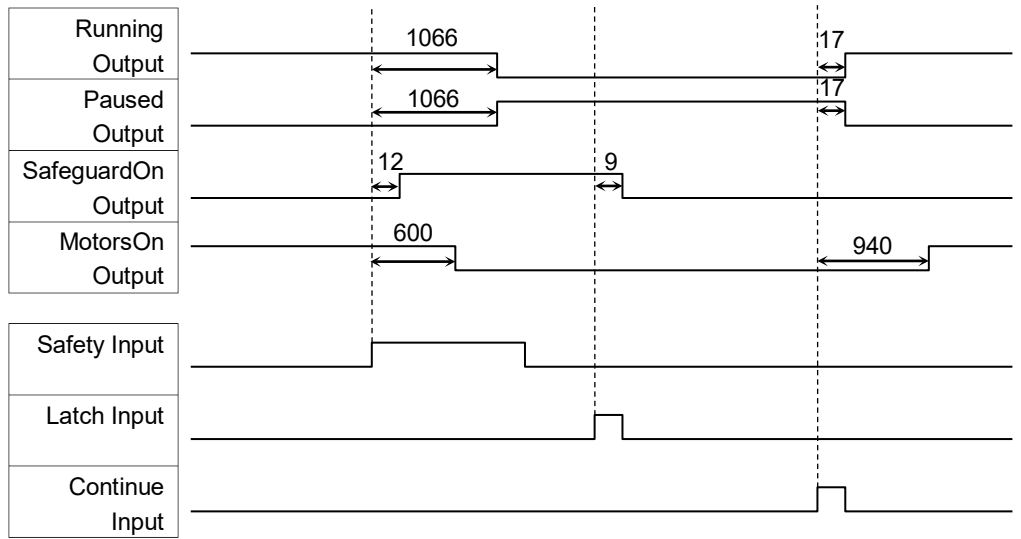 Running
Output
1066
17
Paused
Output
1066
17
SafeguardOn
Output
12
9
MotorsOn
Output
600
940
Safety Input
Latch Input
Continue
Input